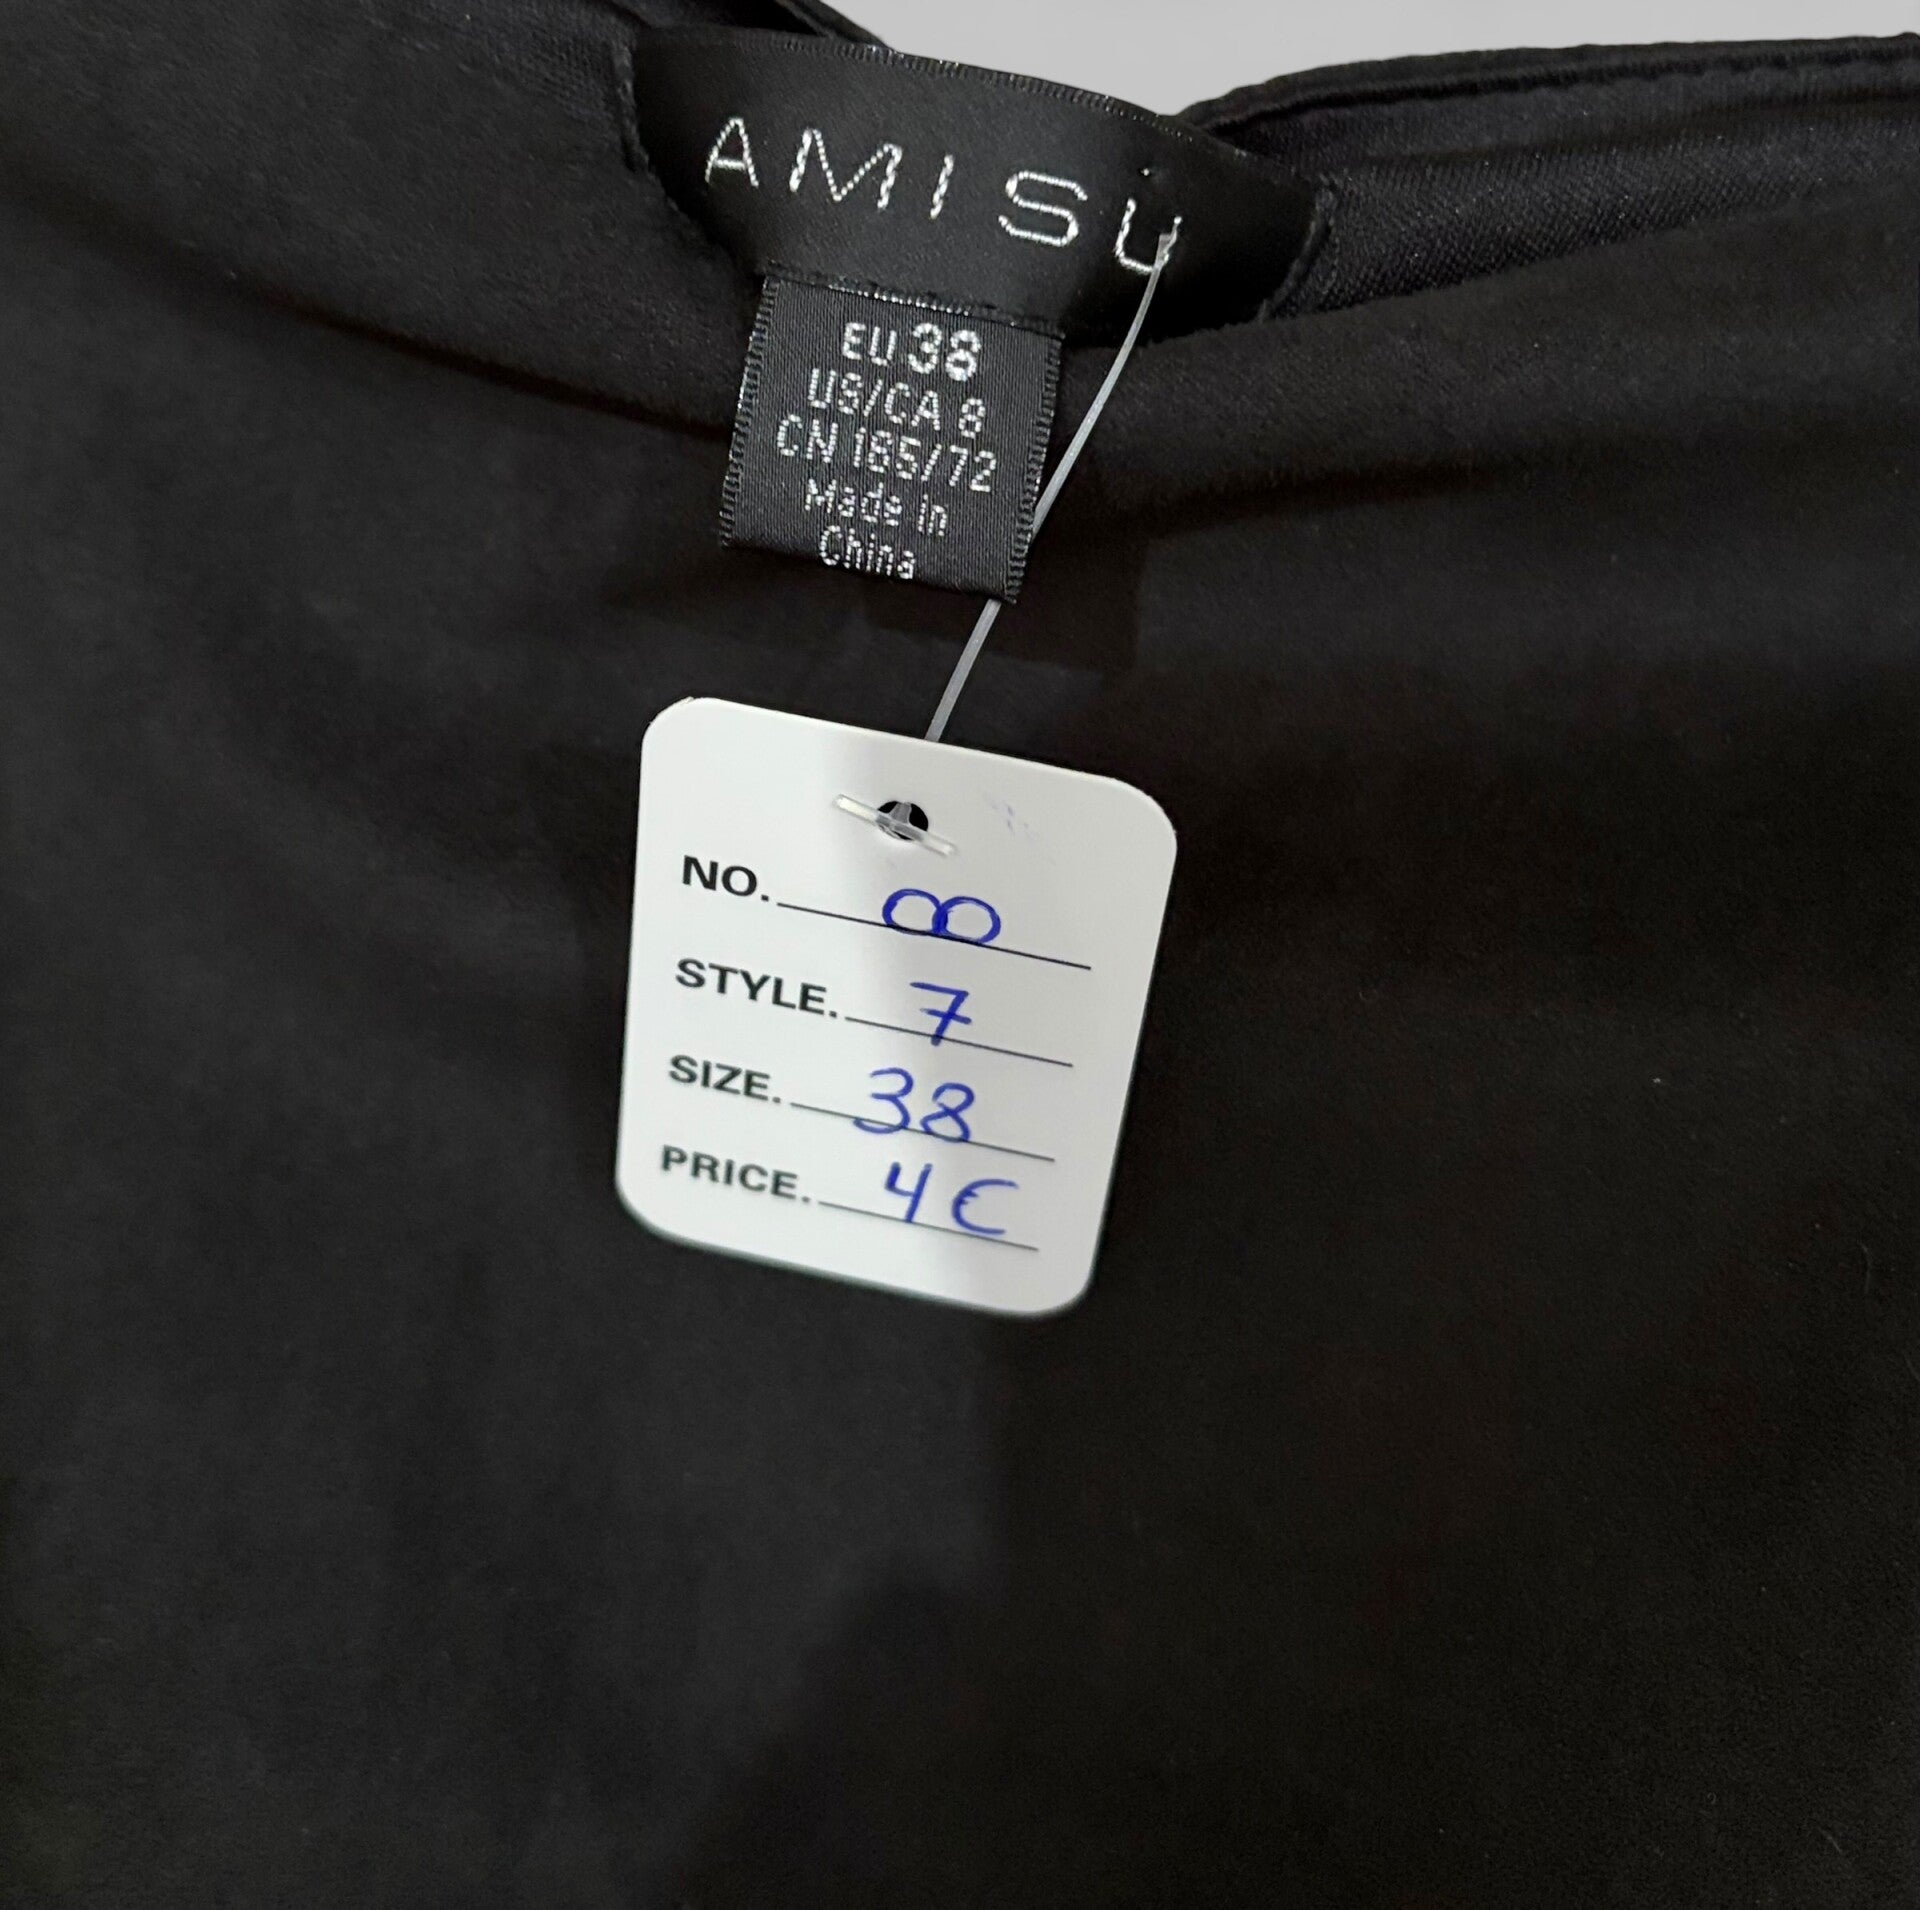 AMISU
EU 38
US/CA 8
CN 165/72
Made in
China
NO. 00
STYLE. 7
SIZE. 38
PRICE. 4 €